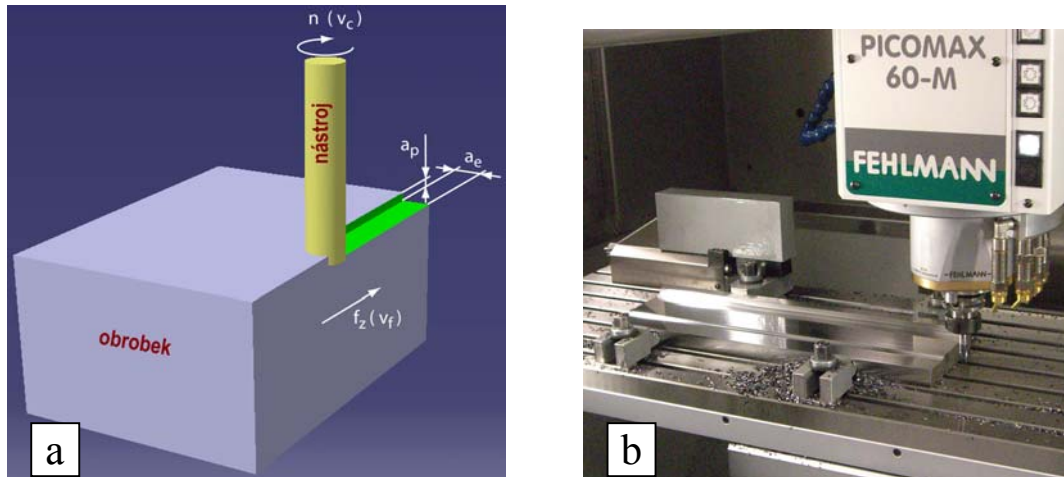 n (v_c)
nástroj
a_p
a_e
f_z (v_f)
obrobek
a
PICOMAX
60-M
FEHLMANN
FEHLMANN
b